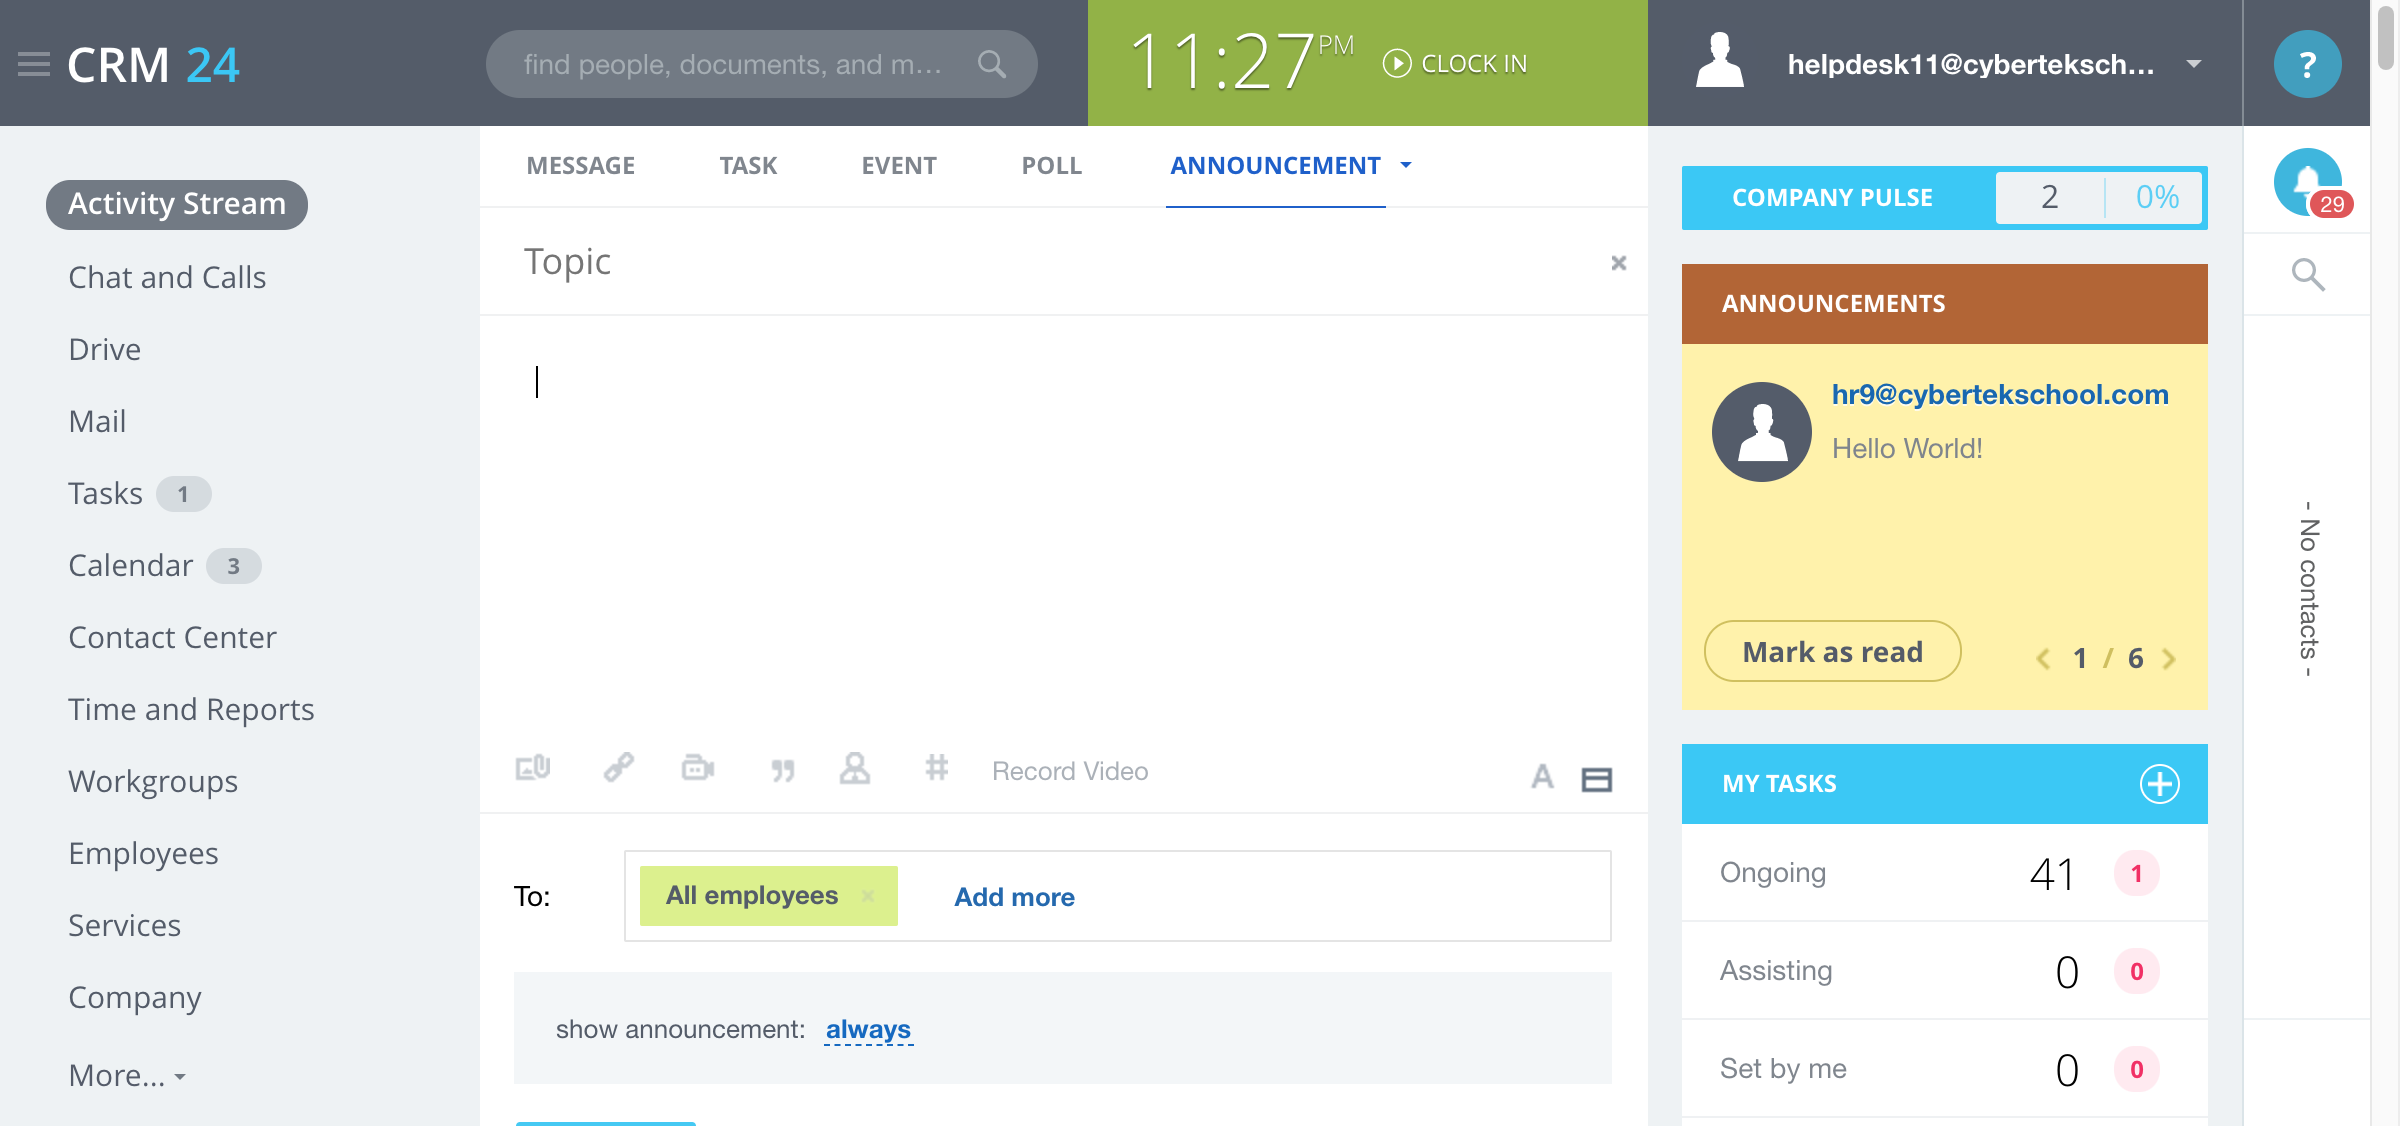 CRM 24
find people, documents, and m...
11:27 PM
CLOCK IN
helpdesk11@cyberteksch...
?
Activity Stream
Chat and Calls
Drive
Mail
Tasks 1
Calendar 3
Contact Center
Time and Reports
Workgroups
Employees
Services
Company
More...
MESSAGE TASK EVENT POLL ANNOUNCEMENT
Topic
Record Video
A
To: All employees Add more
show announcement: always
COMPANY PULSE 2 0%
ANNOUNCEMENTS
hr9@cybertekschool.com
Hello World!
Mark as read
1 / 6
MY TASKS
Ongoing 41 1
Assisting 0 0
Set by me 0 0
29
- No contacts -